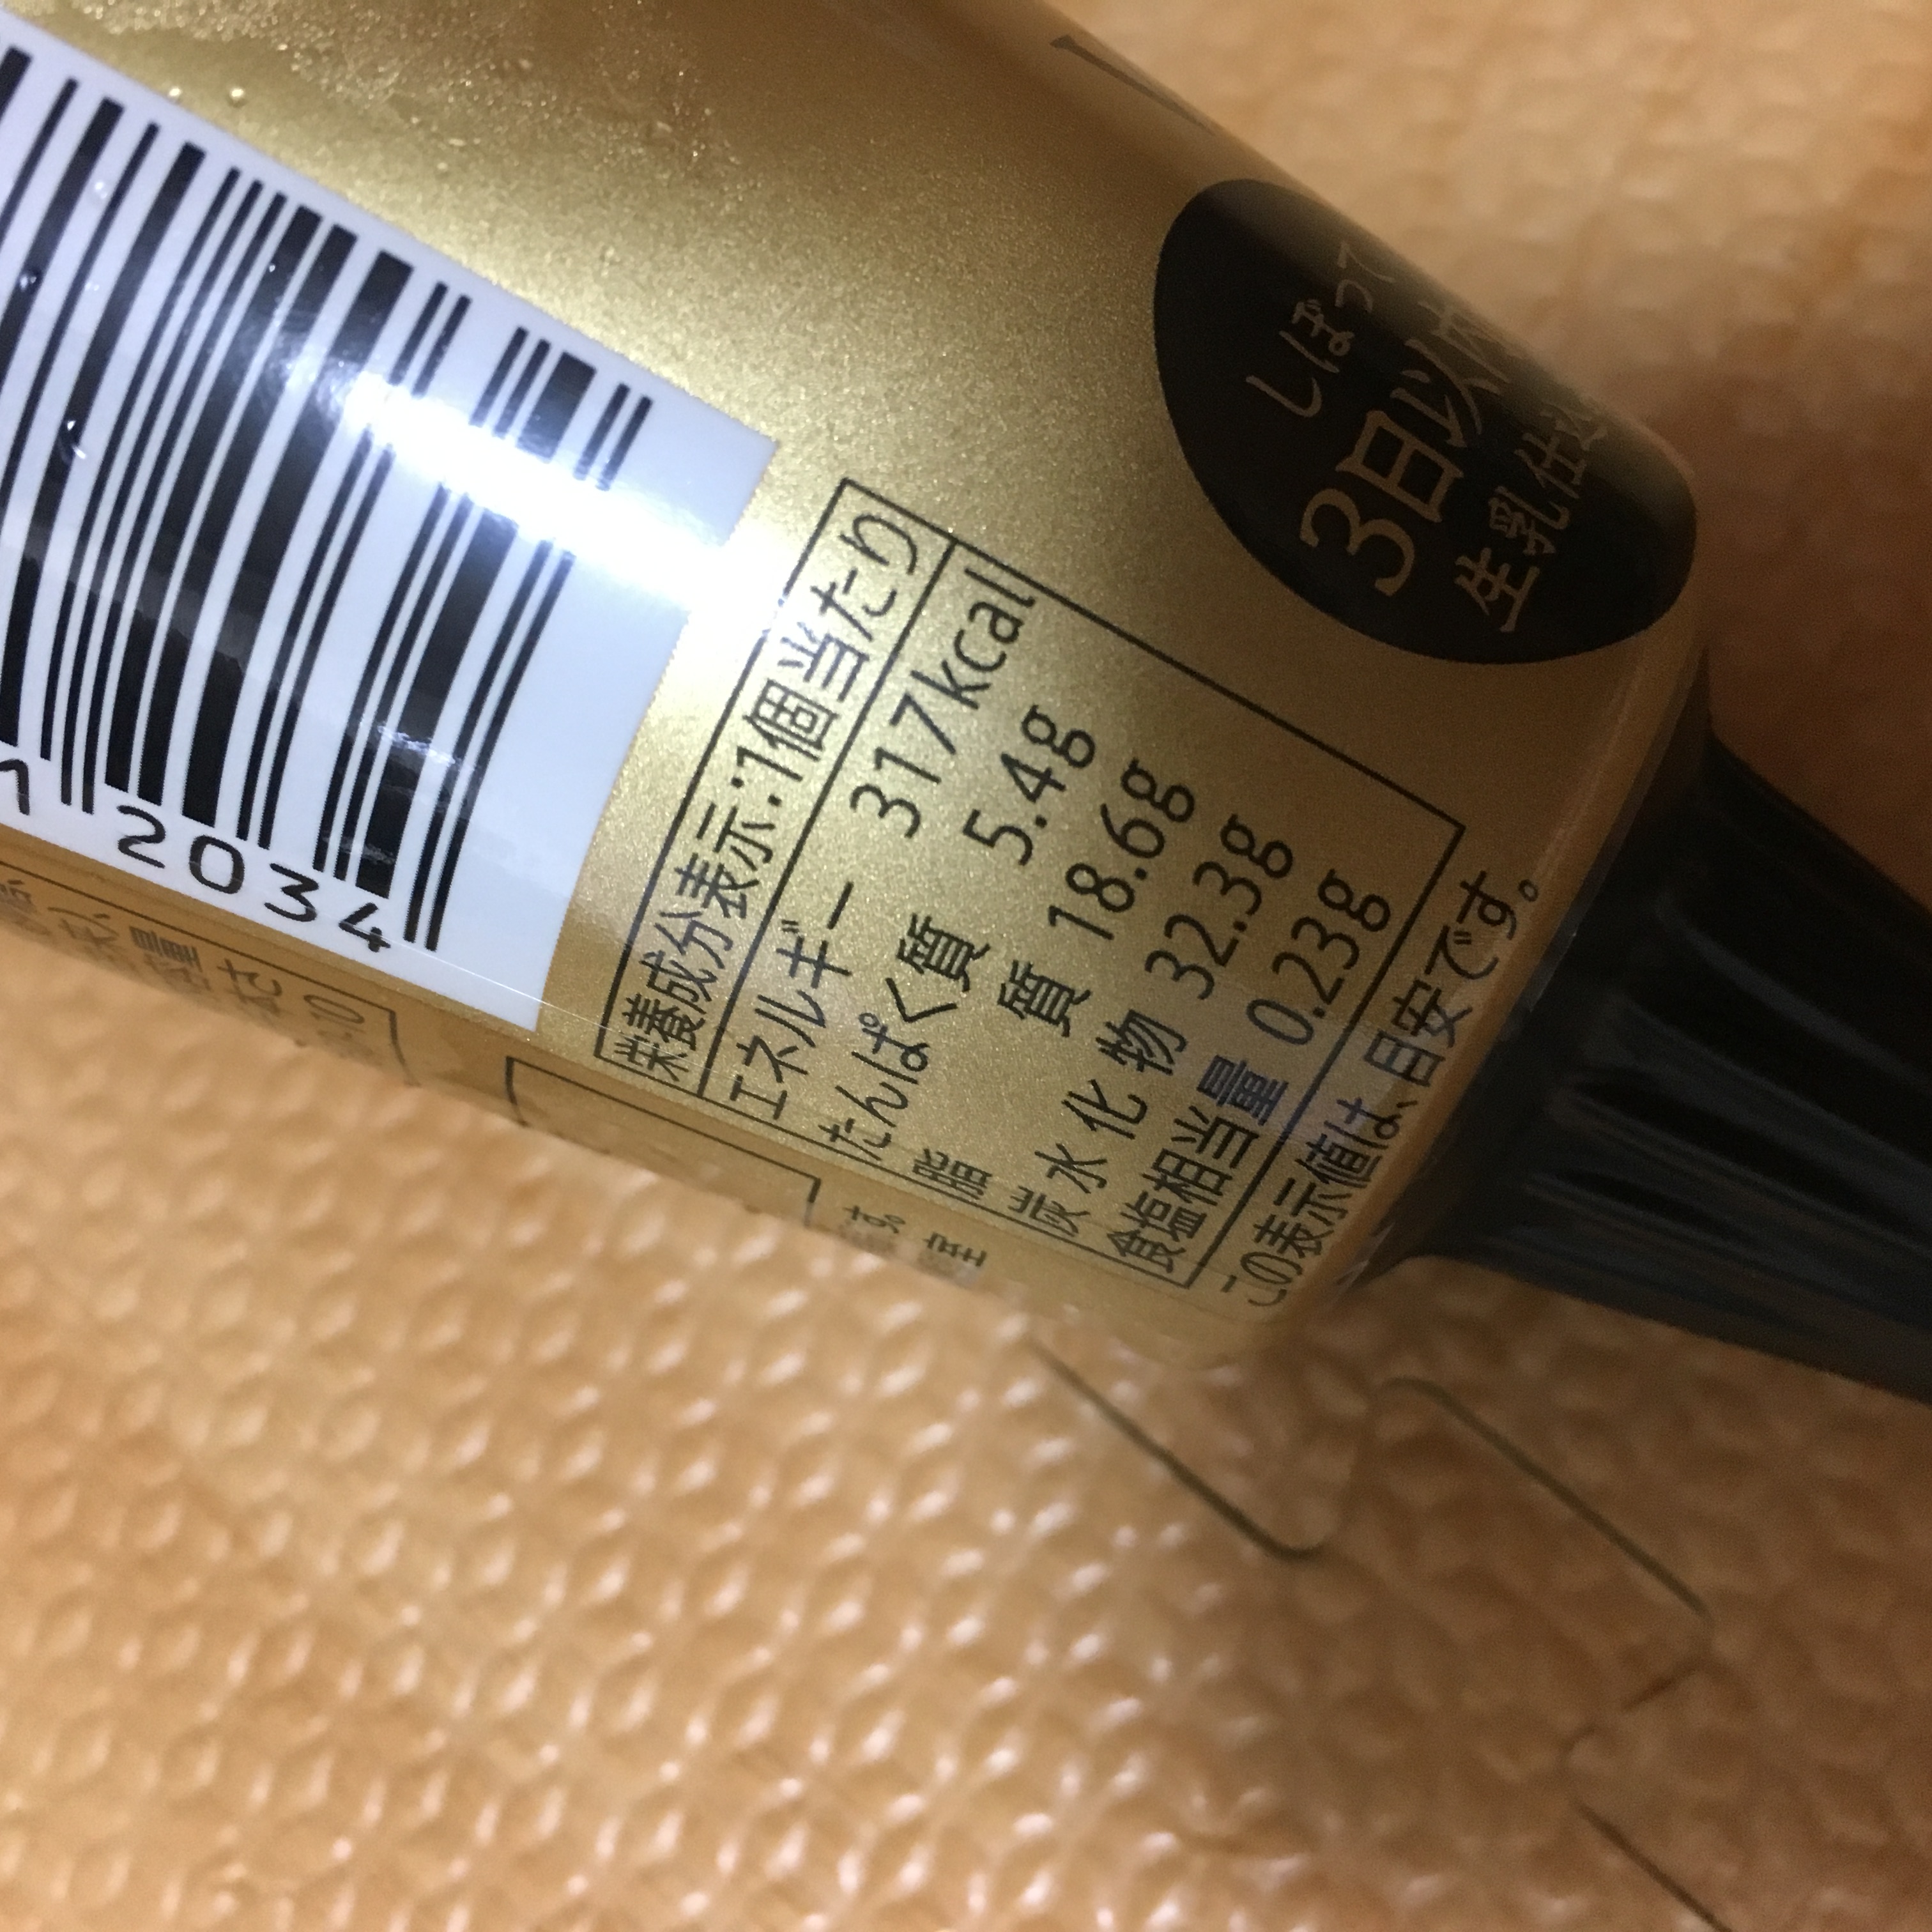 しぼって
3日以内
生乳仕込
栄養成分表示:1個当たり
エネルギー 317kcal
たんぱく質 5.4g
脂質 18.6g
炭水化物 32.3g
食塩相当量 0.23g
この表示値は、目安です。
2034